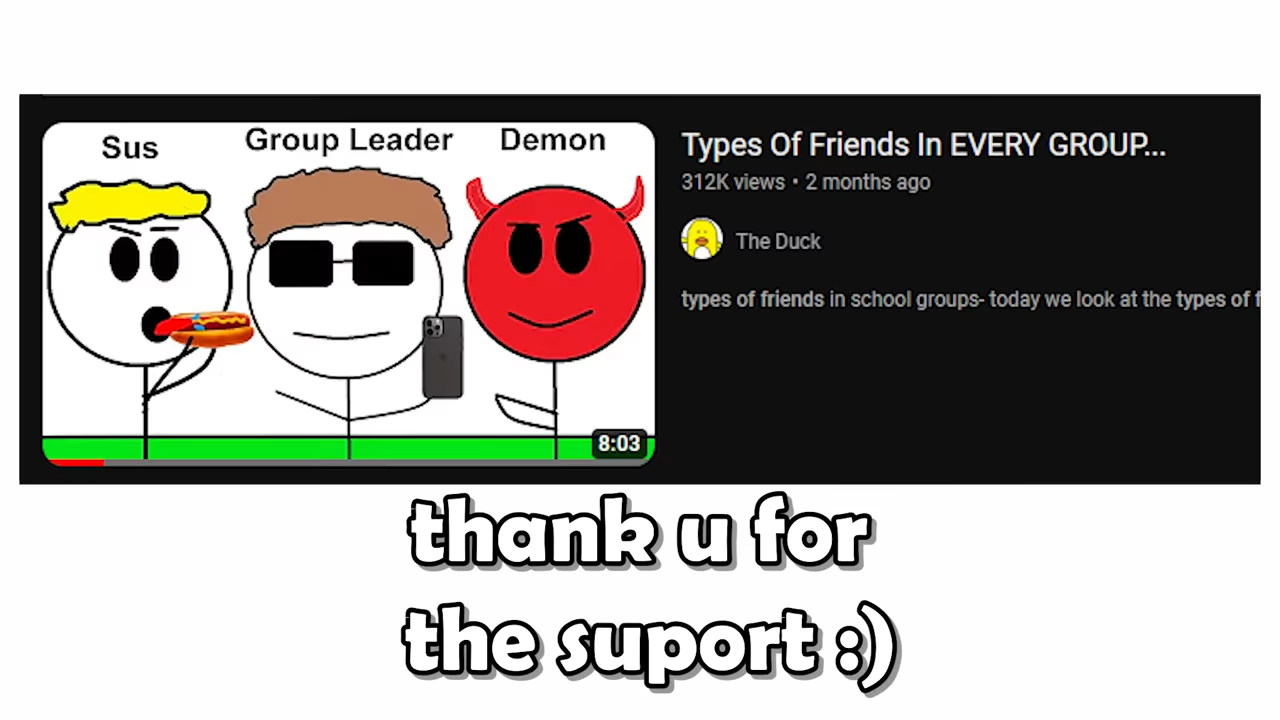 Sus Group Leader Demon
8:03
Types Of Friends In EVERY GROUP...
312K views • 2 months ago
The Duck
types of friends in school groups- today we look at the types of f
thank u for
the suport :)